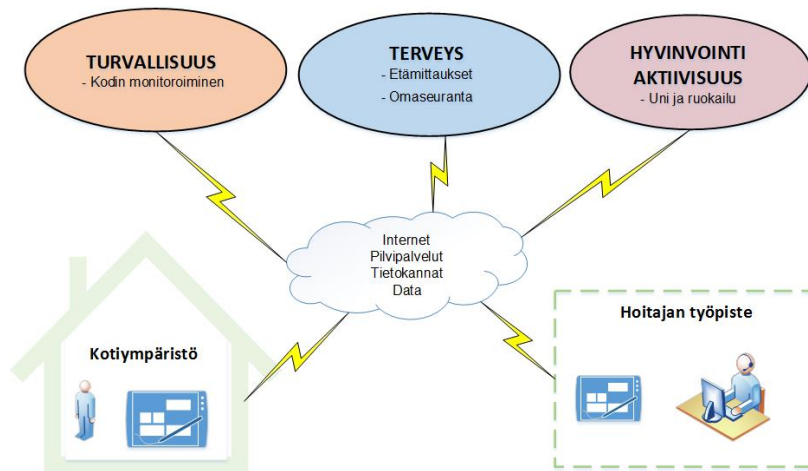 TURVALLISUUS
- Kodin monitoroiminen
TERVEYS
- Etämittaukset
- Omaseuranta
HYVINVOINTI
AKTIIVISUUS
- Uni ja ruokailu
Internet
Pilvipalvelut
Tietokannat
Data
Kotiympäristö
Hoitajan työpiste